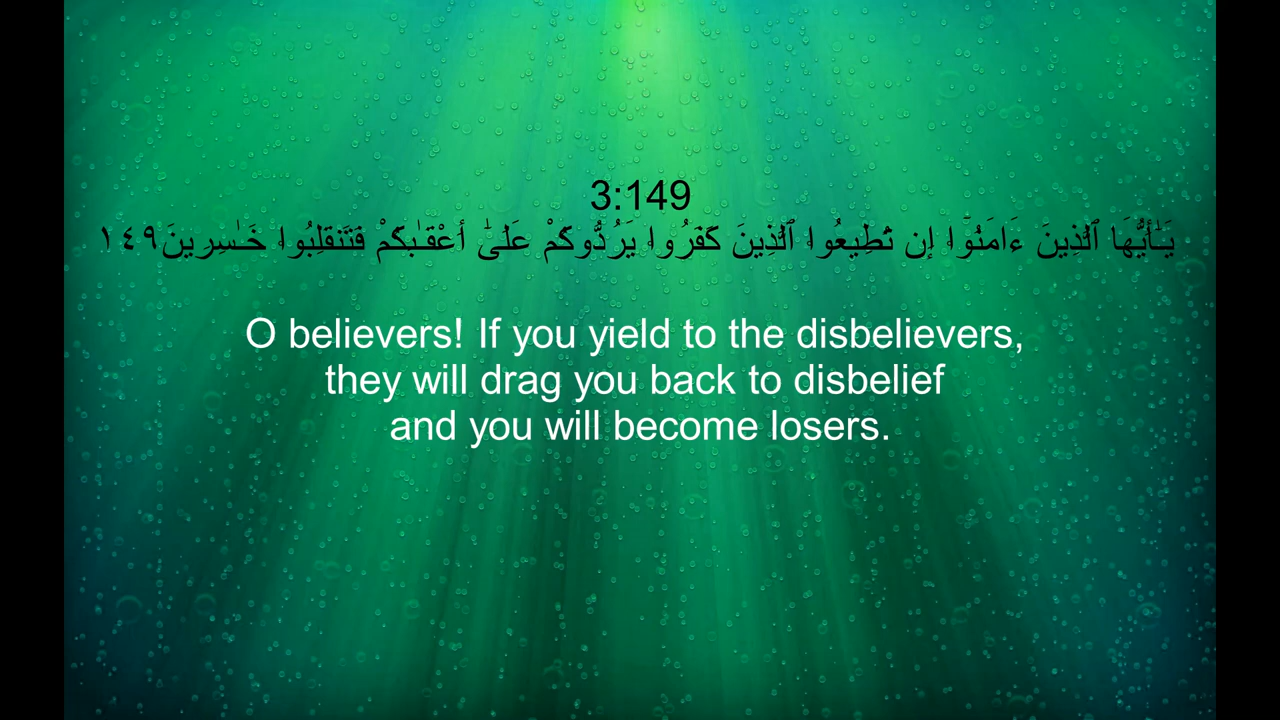 3:149
يَـٰٓأَيُّهَا ٱلَّذِينَ ءَامَنُوٓا۟ إِن تُطِيعُوا۟ ٱلَّذِينَ كَفَرُوا۟ يَرُدُّوكُمْ عَلَىٰٓ أَعْقَـٰبِكُمْ فَتَنقَلِبُوا۟ خَـٰسِرِينَ١٤٩
O believers! If you yield to the disbelievers,
they will drag you back to disbelief
and you will become losers.